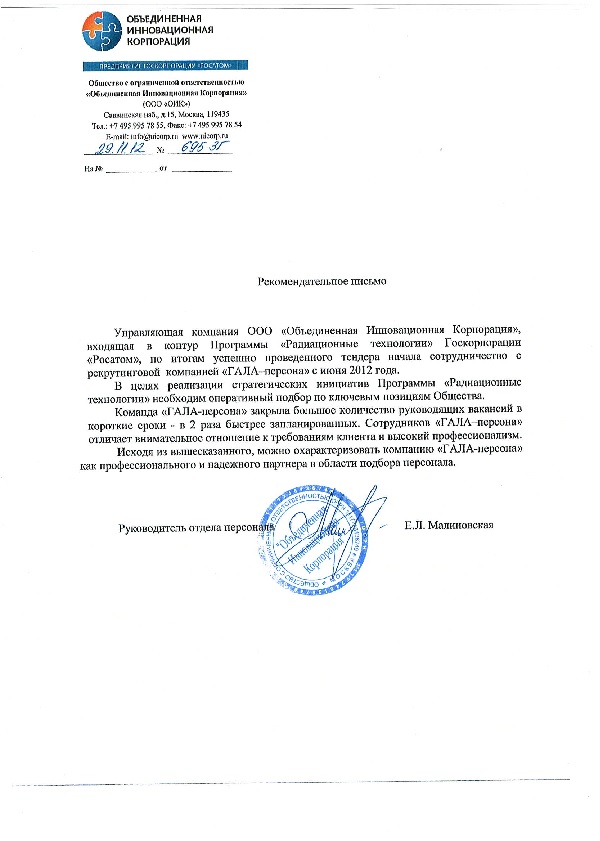 ОБЪЕДИНЕННАЯ
ИННОВАЦИОННАЯ
КОРПОРАЦИЯ
ПРЕДПРИЯТИЕ ГОСКОРПОРАЦИИ «РОСАТОМ»
Общество с ограниченной ответственностью
«Объединенная Инновационная Корпорация»
(ООО «ОИК»)
Саввинская наб., д.15, Москва, 119435
Тел.: +7 495 995 78 55, Факс: +7 495 995 78 54
E-mail: info@uicorp.ru www.uicorp.ru
29.11.12 № 695-35
На № ____________ от ______________
Рекомендательное письмо
Управляющая компания ООО «Объединенная Инновационная Корпорация»,
входящая в контур Программы «Радиационные технологии» Госкорпорации
«Росатом», по итогам успешно проведенного тендера начала сотрудничество с
рекрутинговой компанией «ГАЛА–персона» с июня 2012 года.
В целях реализации стратегических инициатив Программы «Радиационные
технологии» необходим оперативный подбор по ключевым позициям Общества.
Команда «ГАЛА-персона» закрыла большое количество руководящих вакансий в
короткие сроки - в 2 раза быстрее запланированных. Сотрудников «ГАЛА–персона»
отличает внимательное отношение к требованиям клиента и высокий профессионализм.
Исходя из вышесказанного, можно охарактеризовать компанию «ГАЛА-персона»
как профессионального и надежного партнера в области подбора персонала.
Руководитель отдела персонала Е.Л. Малиновская
"Объединенная
Инновационная
Корпорация"